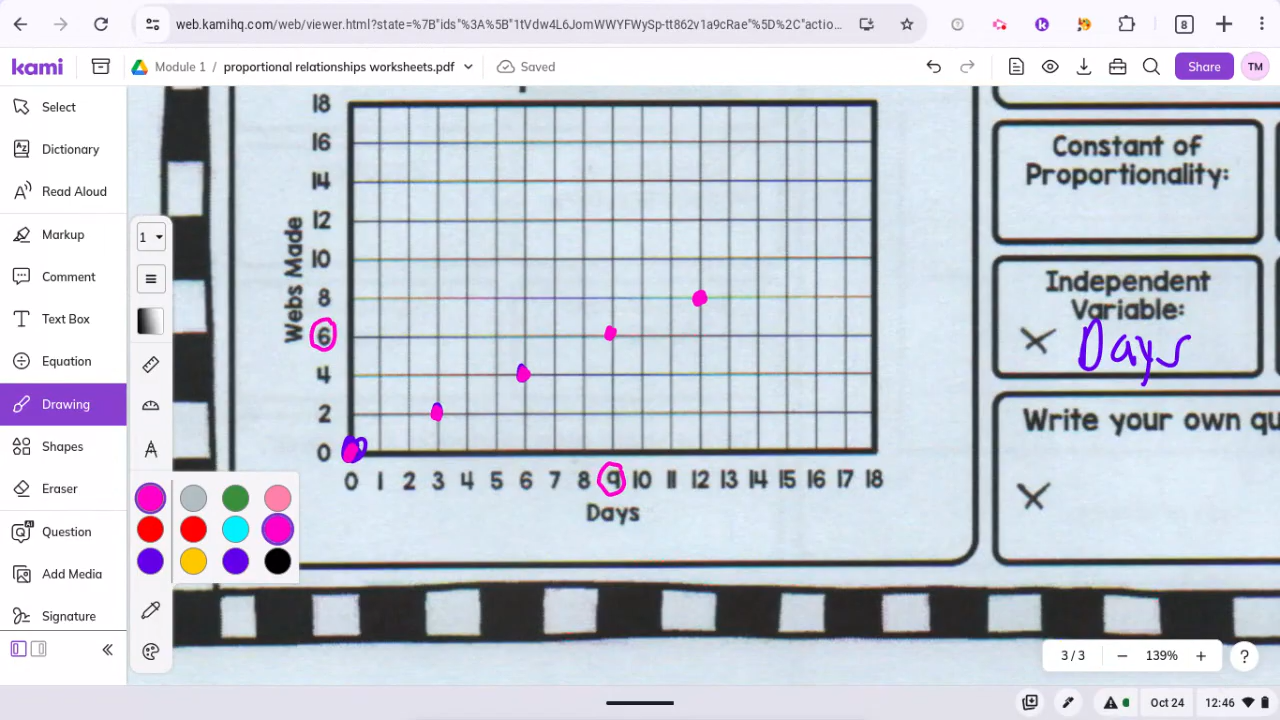 web.kamihq.com/web/viewer.html?state=%7B"ids"%3A%5B"1tVdw4L6JomWWYFWySp-tt862v1a9cRae"%5D%2C"actio...
8
kami
Module 1 / proportional relationships worksheets.pdf
Saved
Share
TM
Select
Dictionary
Read Aloud
Markup
Comment
Text Box
Equation
Drawing
Shapes
Eraser
Question
Add Media
Signature
1
18
16
14
12
10
8
6
4
2
0
Webs Made
0 1 2 3 4 5 6 7 8 9 10 11 12 13 14 15 16 17 18
Days
Constant of
Proportionality:
Independent
Variable:
Days
Write your own qu
3 / 3
139%
Oct 24
12:46